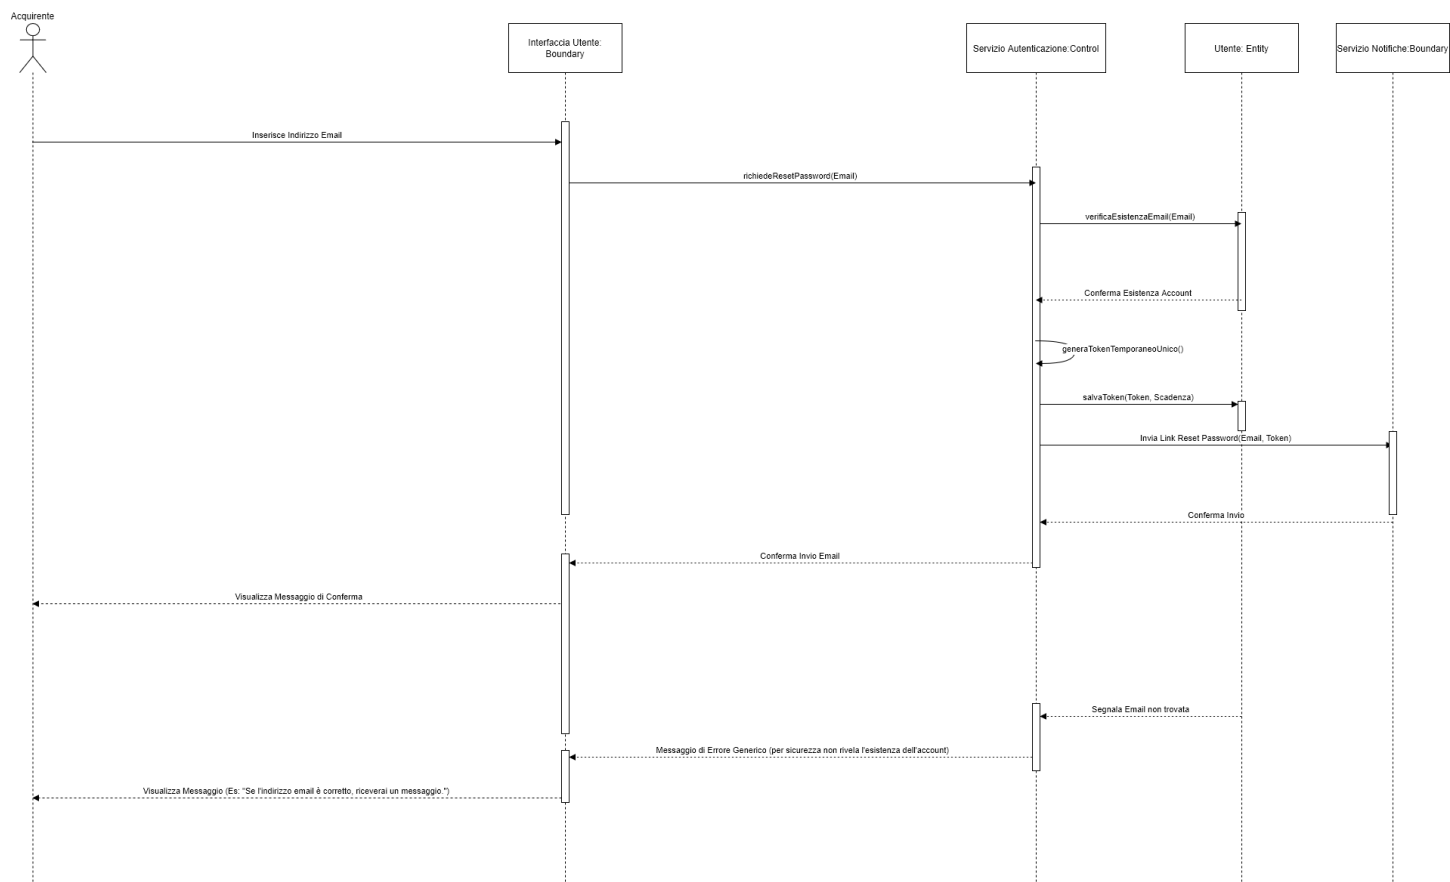 Acquirente
Interfaccia Utente:
Boundary
Servizio Autenticazione:Control
Utente: Entity
Servizio Notifiche:Boundary
Inserisce Indirizzo Email
richiedeResetPassword(Email)
verificaEsistenzaEmail(Email)
Conferma Esistenza Account
generaTokenTemporaneoUnico()
salvaToken(Token, Scadenza)
Invia Link Reset Password(Email, Token)
Conferma Invio
Conferma Invio Email
Visualizza Messaggio di Conferma
Segnala Email non trovata
Messaggio di Errore Generico (per sicurezza non rivela l'esistenza dell'account)
Visualizza Messaggio (Es: "Se l'indirizzo email è corretto, riceverai un messaggio.")